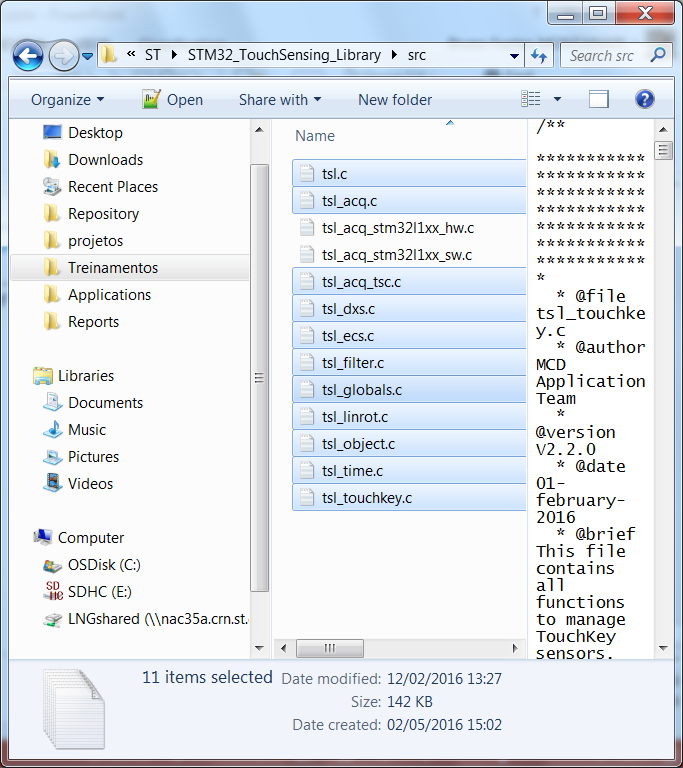 « ST ▸ STM32_TouchSensing_Library ▸ src
Search src
Organize
Open
Share with
New folder
Desktop
Downloads
Recent Places
Repository
projetos
Treinamentos
Applications
Reports
Libraries
Documents
Music
Pictures
Videos
Computer
OSDisk (C:)
SDHC (E:)
LNGshared (\\nac35a.crn.st.
Name
tsl.c
tsl_acq.c
tsl_acq_stm32l1xx_hw.c
tsl_acq_stm32l1xx_sw.c
tsl_acq_tsc.c
tsl_dxs.c
tsl_ecs.c
tsl_filter.c
tsl_globals.c
tsl_linrot.c
tsl_object.c
tsl_time.c
tsl_touchkey.c
/**
***********
***********
***********
***********
***********
***********
***********
*
* @file
tsl_touchke
y.c
* @author
MCD
Application
Team
*
@version
V2.2.0
* @date
01-
february-
2016
* @brief
This file
contains
all
functions
to manage
TouchKey
sensors.
11 items selected
Date modified: 12/02/2016 13:27
Size: 142 KB
Date created: 02/05/2016 15:02